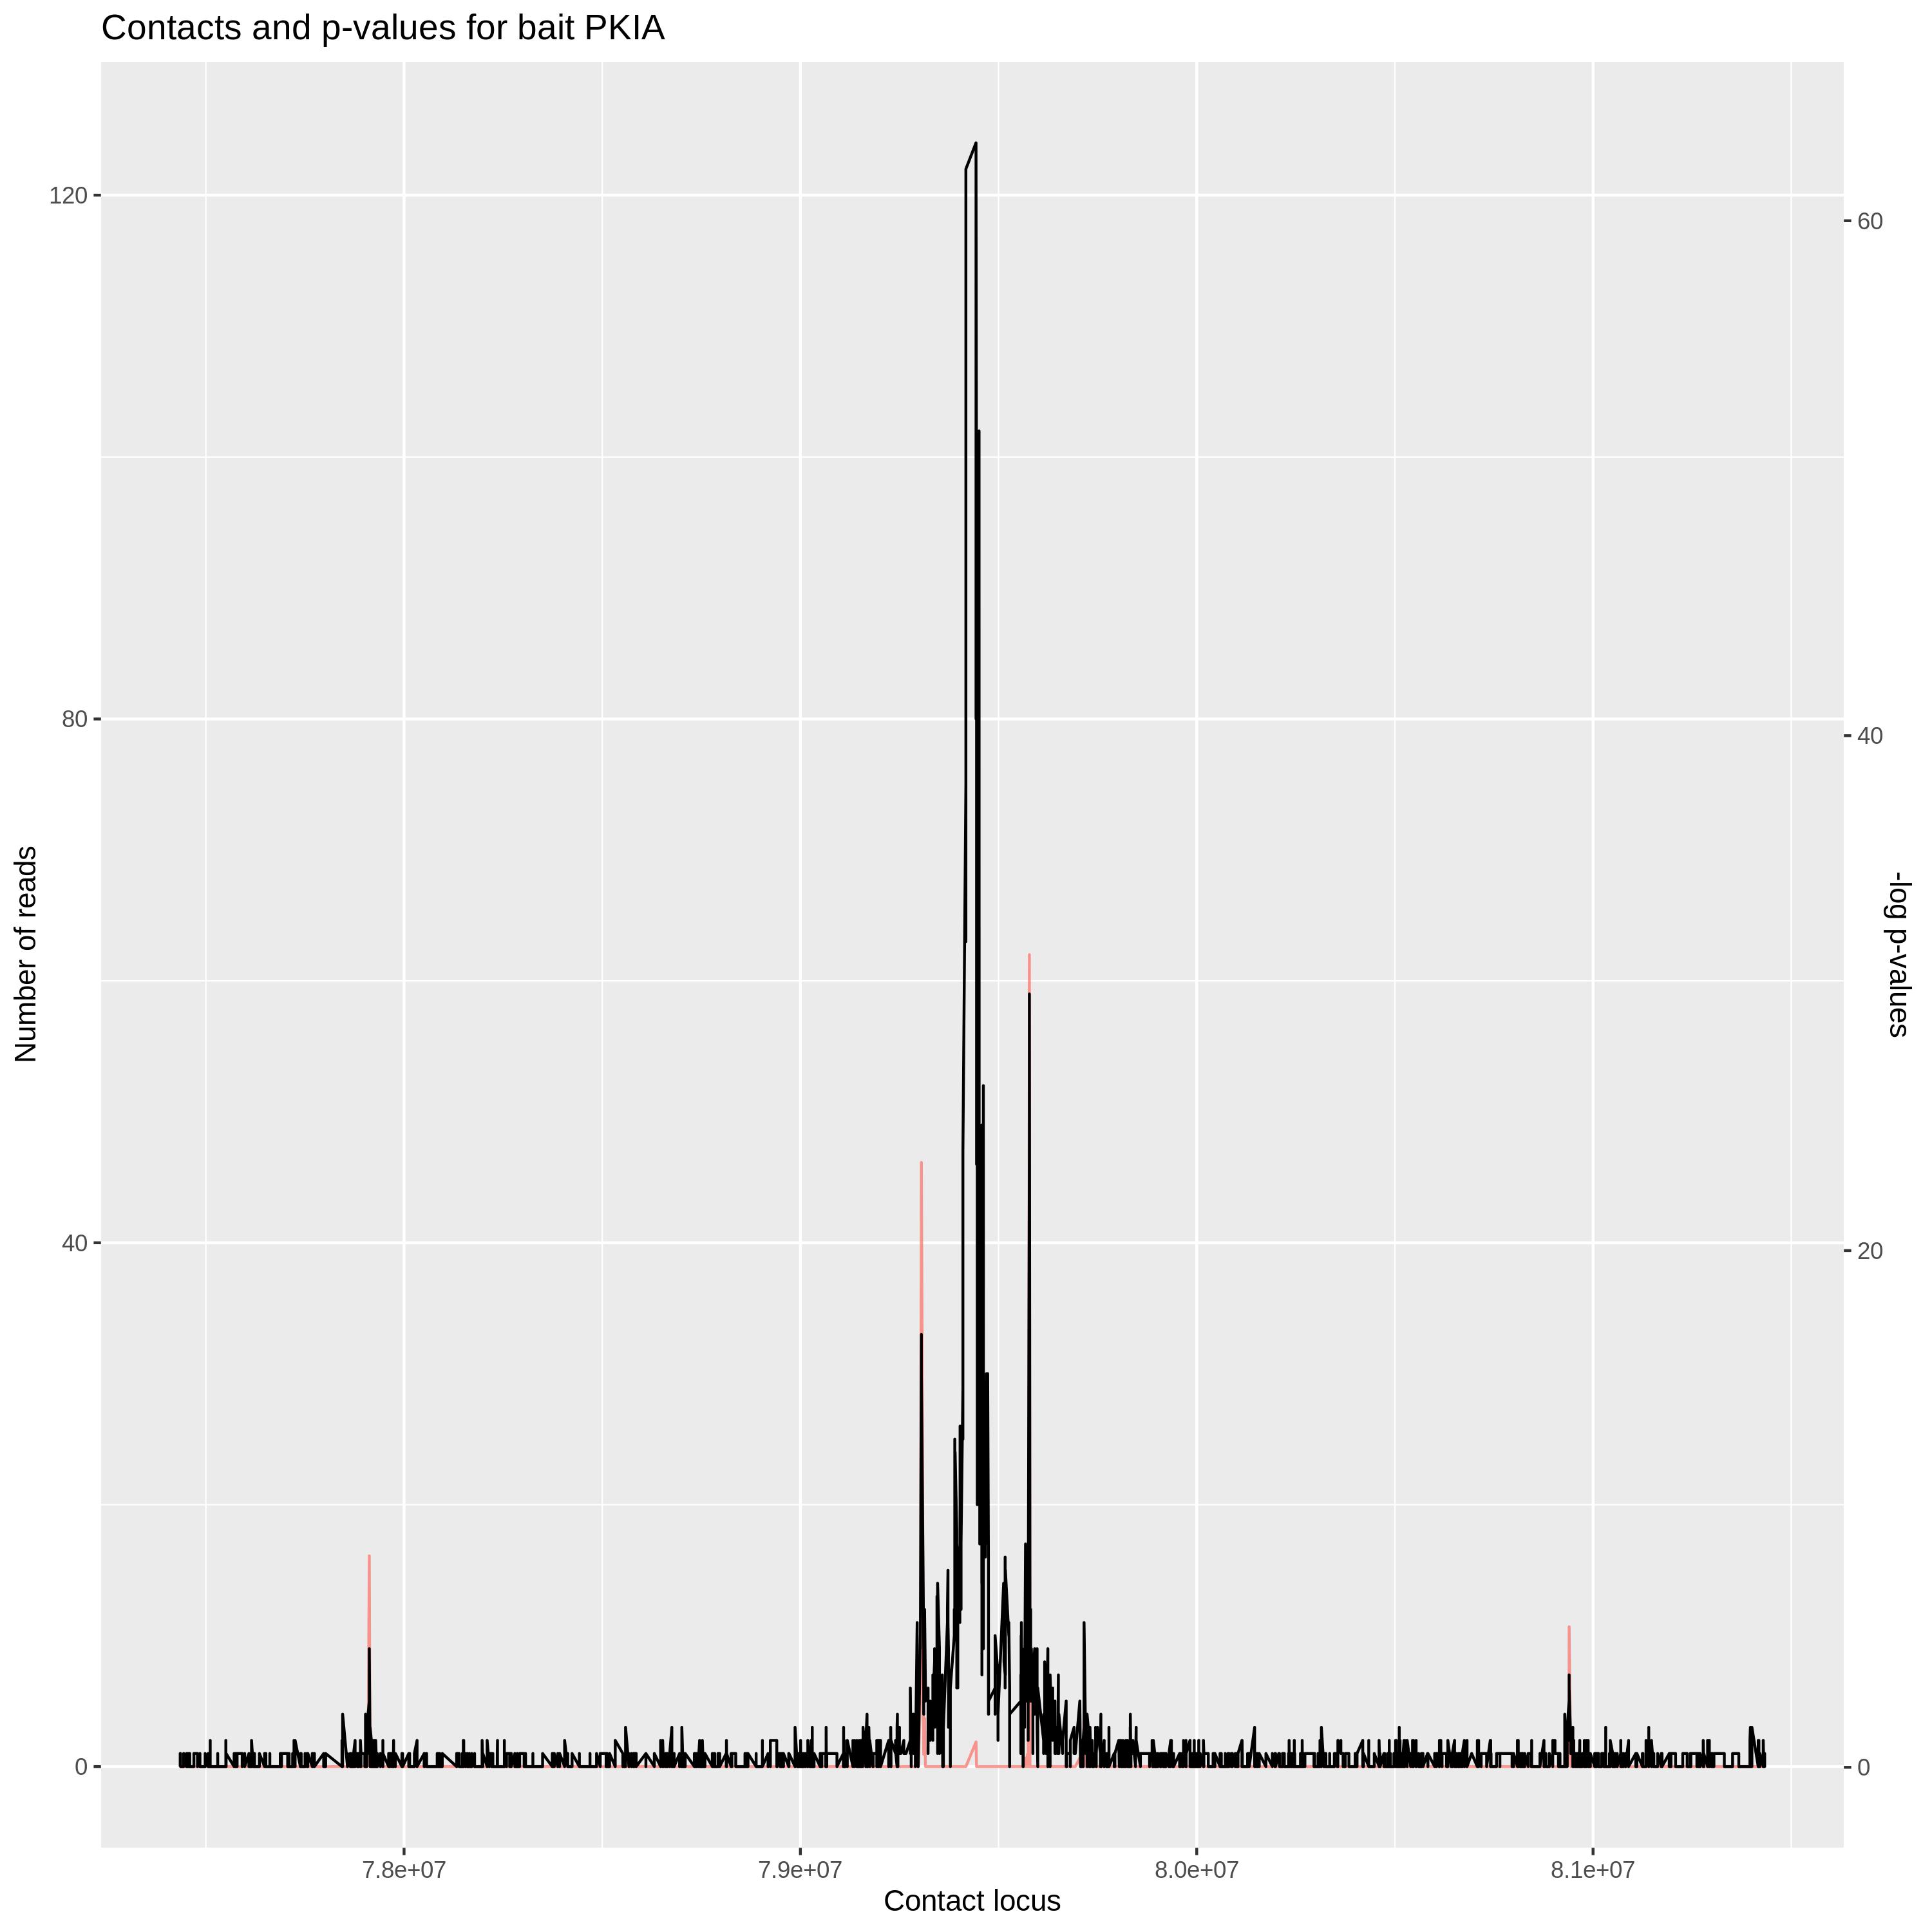 Contacts and p-values for bait PKIA
120
80
40
0
Number of reads
60
40
20
0
-log p-values
7.8e+07
7.9e+07
8.0e+07
8.1e+07
Contact locus